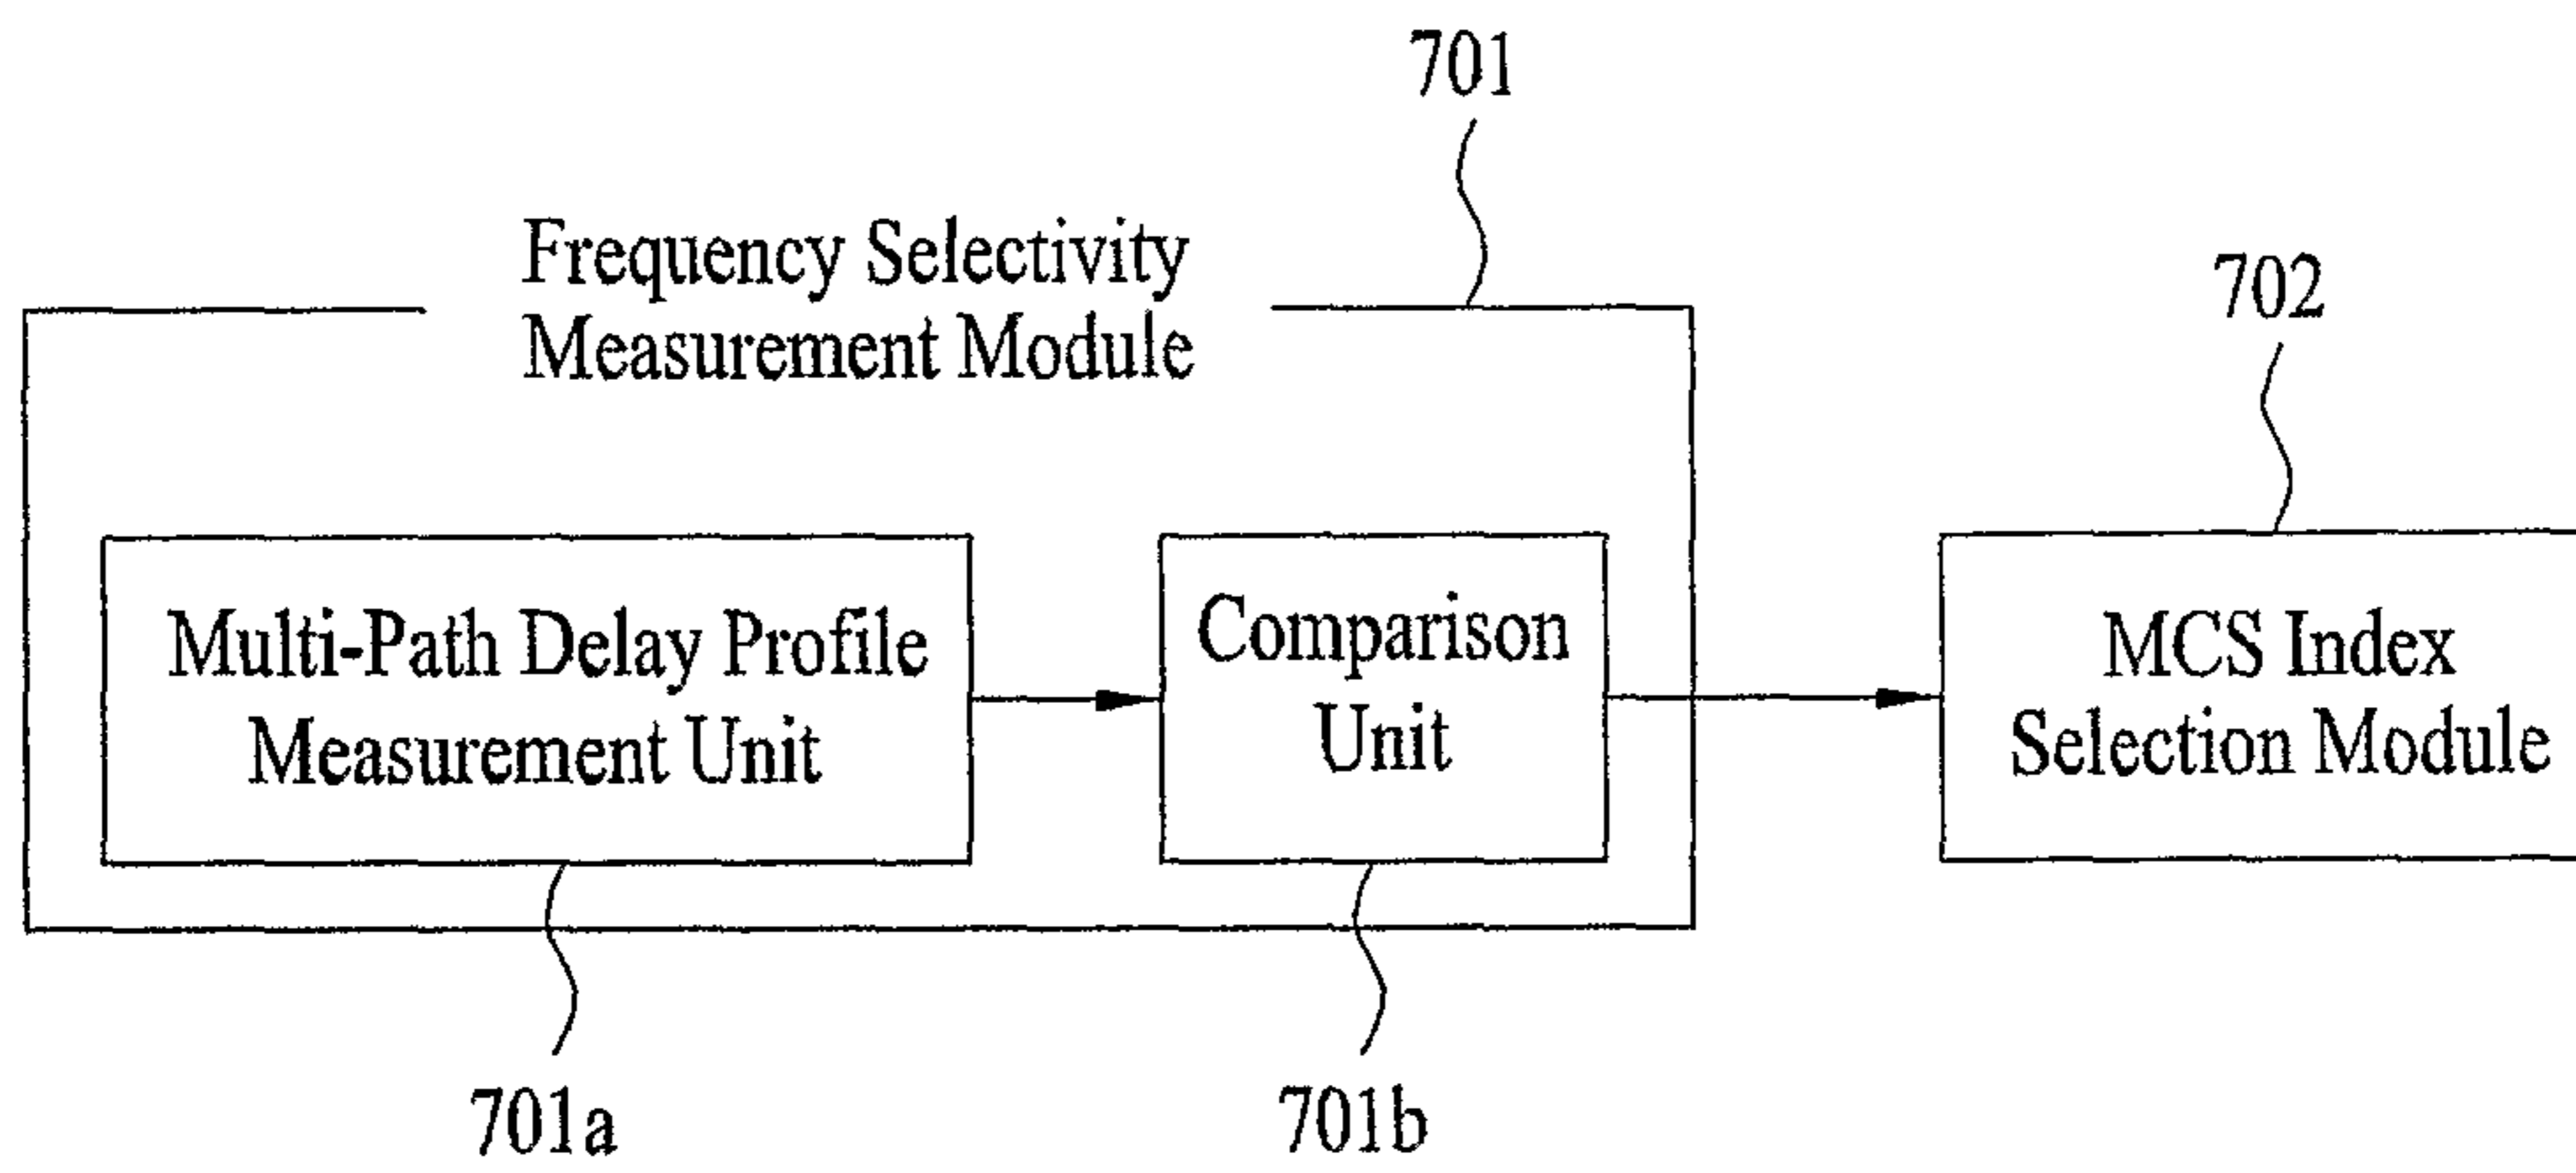 701
Frequency Selectivity
Measurement Module
702
Multi-Path Delay Profile
Measurement Unit
Comparison
Unit
MCS Index
Selection Module
701a
701b